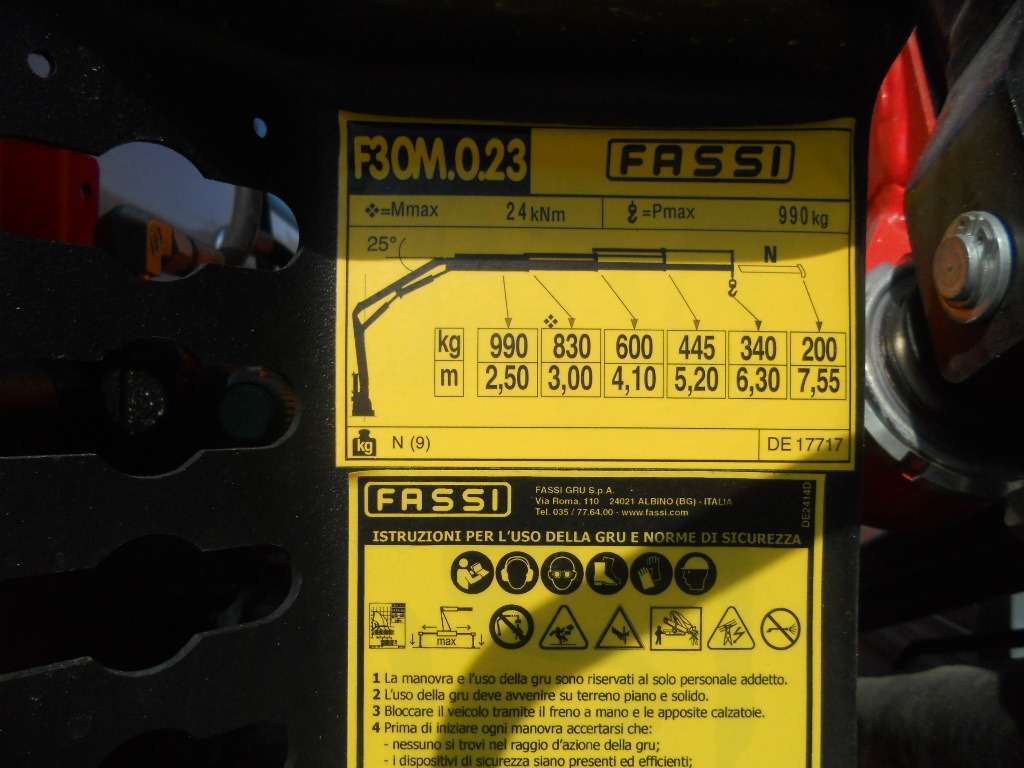 F30M.0.23
FASSI
❖=Mmax 24 kNm
=Pmax 990 kg
25°
N
❖
kg 990 830 600 445 340 200
m 2,50 3,00 4,10 5,20 6,30 7,55
kg N (9)
DE 17717
FASSI
FASSI GRU S.p.A.
Via Roma, 110 24021 ALBINO (BG) - ITALIA
Tel. 035 / 77.64.00 - www.fassi.com
DE2414D
ISTRUZIONI PER L'USO DELLA GRU E NORME DI SICUREZZA
max
1 La manovra e l'uso della gru sono riservati al solo personale addetto.
2 L'uso della gru deve avvenire su terreno piano e solido.
3 Bloccare il veicolo tramite il freno a mano e le apposite calzatoie.
4 Prima di iniziare ogni manovra accertarsi che:
- nessuno si trovi nel raggio d'azione della gru;
- i dispositivi di sicurezza siano presenti ed efficienti;